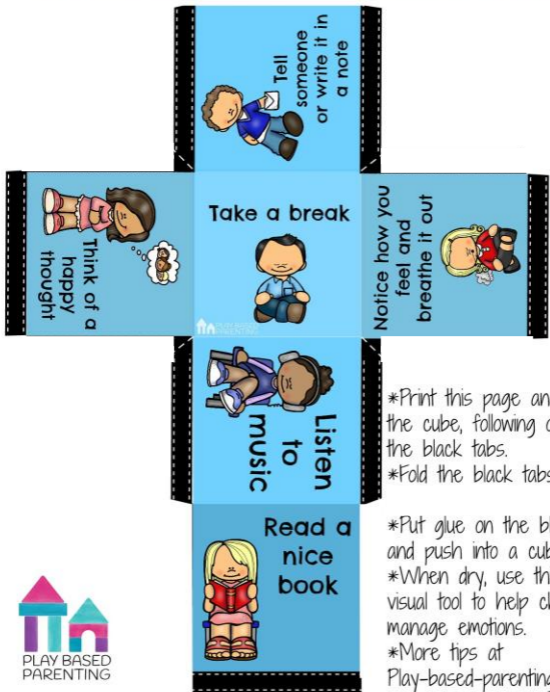 Tell
someone
or write it in
a note
Think of a
happy
thought
Take a break
Notice how you
feel and
breathe it out
PLAY BASED
PARENTING
Listen
to
music
Read a
nice
book
*Print this page an
the cube, following
the black tabs.
*Fold the black tabs
*Put glue on the
and push into a
*When dry, use
visual tool to help
manage emotions.
*More tips at
Play-based-parenting
PLAY BASED
PARENTING